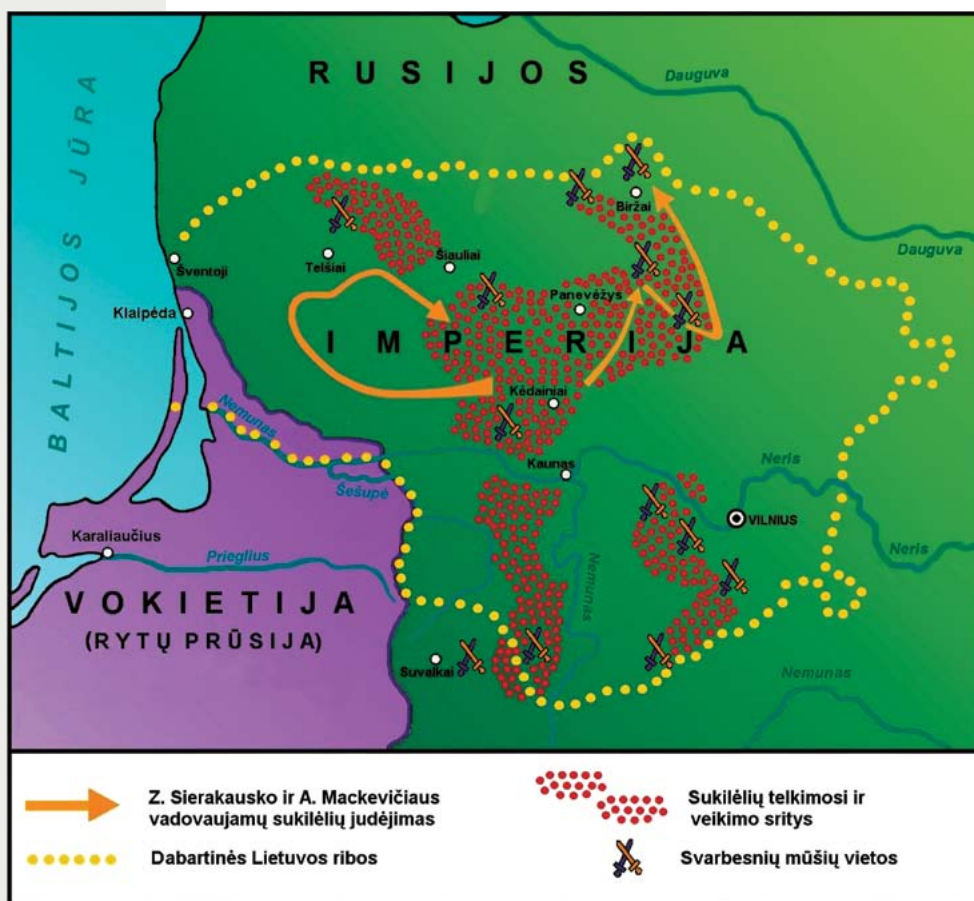 RUSIJOS
IMPERIJA
BALTIJOS JŪRA
Dauguva
Dauguva
Biržai
Telšiai
Šiauliai
Šventoji
Klaipėda
Panevėžys
Kėdainiai
Nemunas
Kaunas
Šešupė
Neris
VILNIUS
Karaliaučius
Prieglius
Nemunas
Neris
VOKIETIJA
(RYTŲ PRŪSIJA)
Suvalkai
Nemunas
Z. Sierakausko ir A. Mackevičiaus
vadovaujamų sukilėlių judėjimas
Dabartinės Lietuvos ribos
Sukilėlių telkimosi ir
veikimo sritys
Svarbesnių mūšių vietos